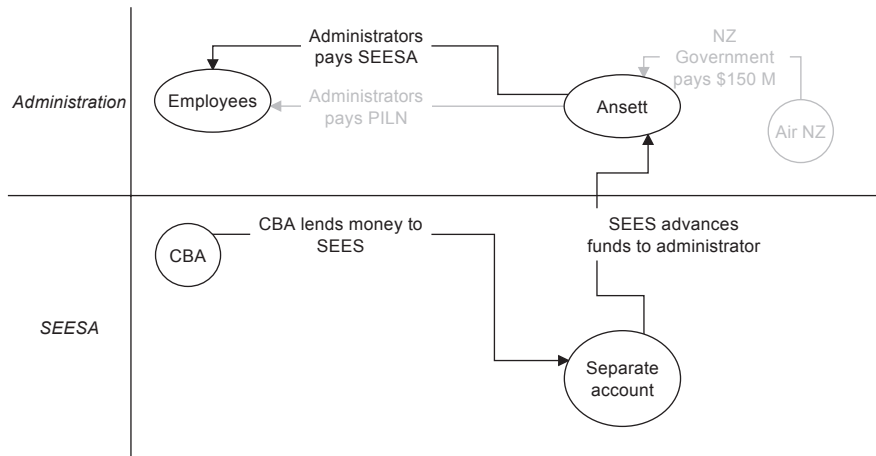 Administrators
pays SEESA
NZ
Government
pays $150 M
Administration
Employees
Administrators
pays PILN
Ansett
Air NZ
CBA lends money to
SEES
SEES advances
funds to administrator
CBA
SEESA
Separate
account